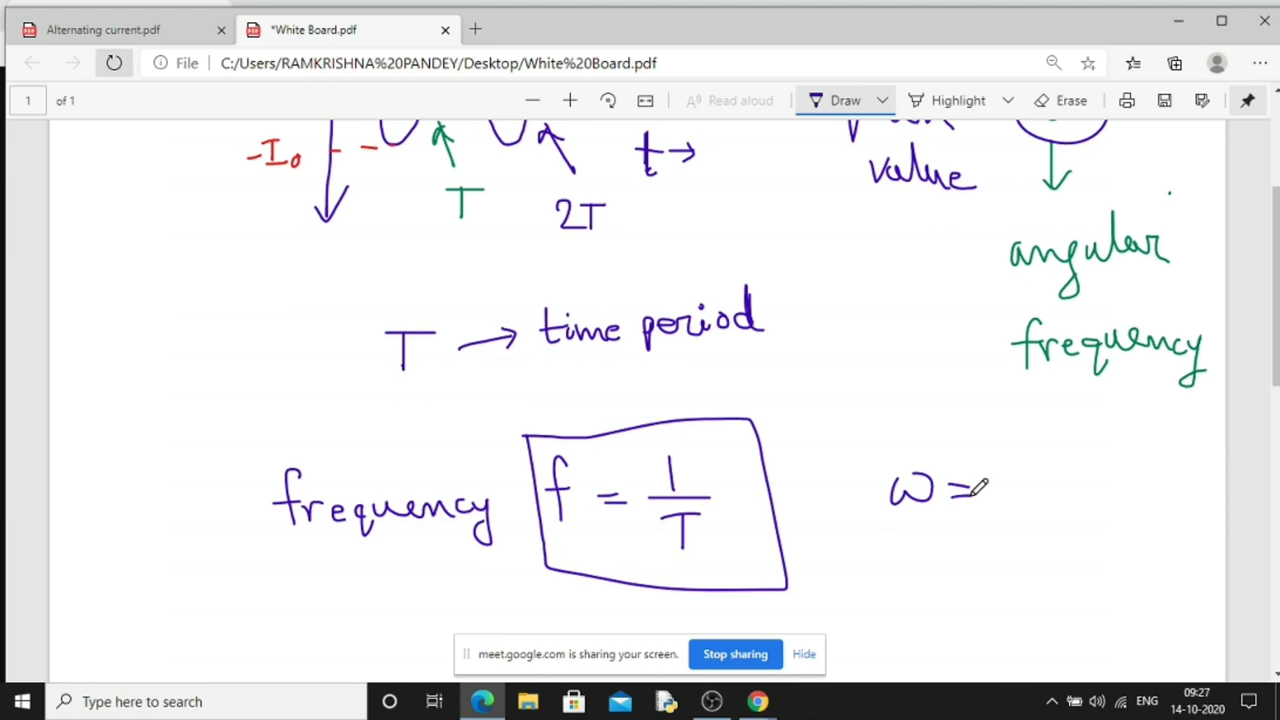 Alternating current.pdf
*White Board.pdf
File
C:/Users/RAMKRISHNA%20PANDEY/Desktop/White%20Board.pdf
1 of 1
Read aloud
Draw
Highlight
Erase
-I₀
T
2T
t→
value
angular
frequency
T → time period
frequency f = 1/T
ω =
meet.google.com is sharing your screen. Stop sharing Hide
Type here to search
ENG
09:27
14-10-2020